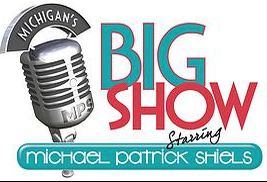 MICHIGAN'S
MPS
BIG
SHOW
Starring
michael patrick shiels